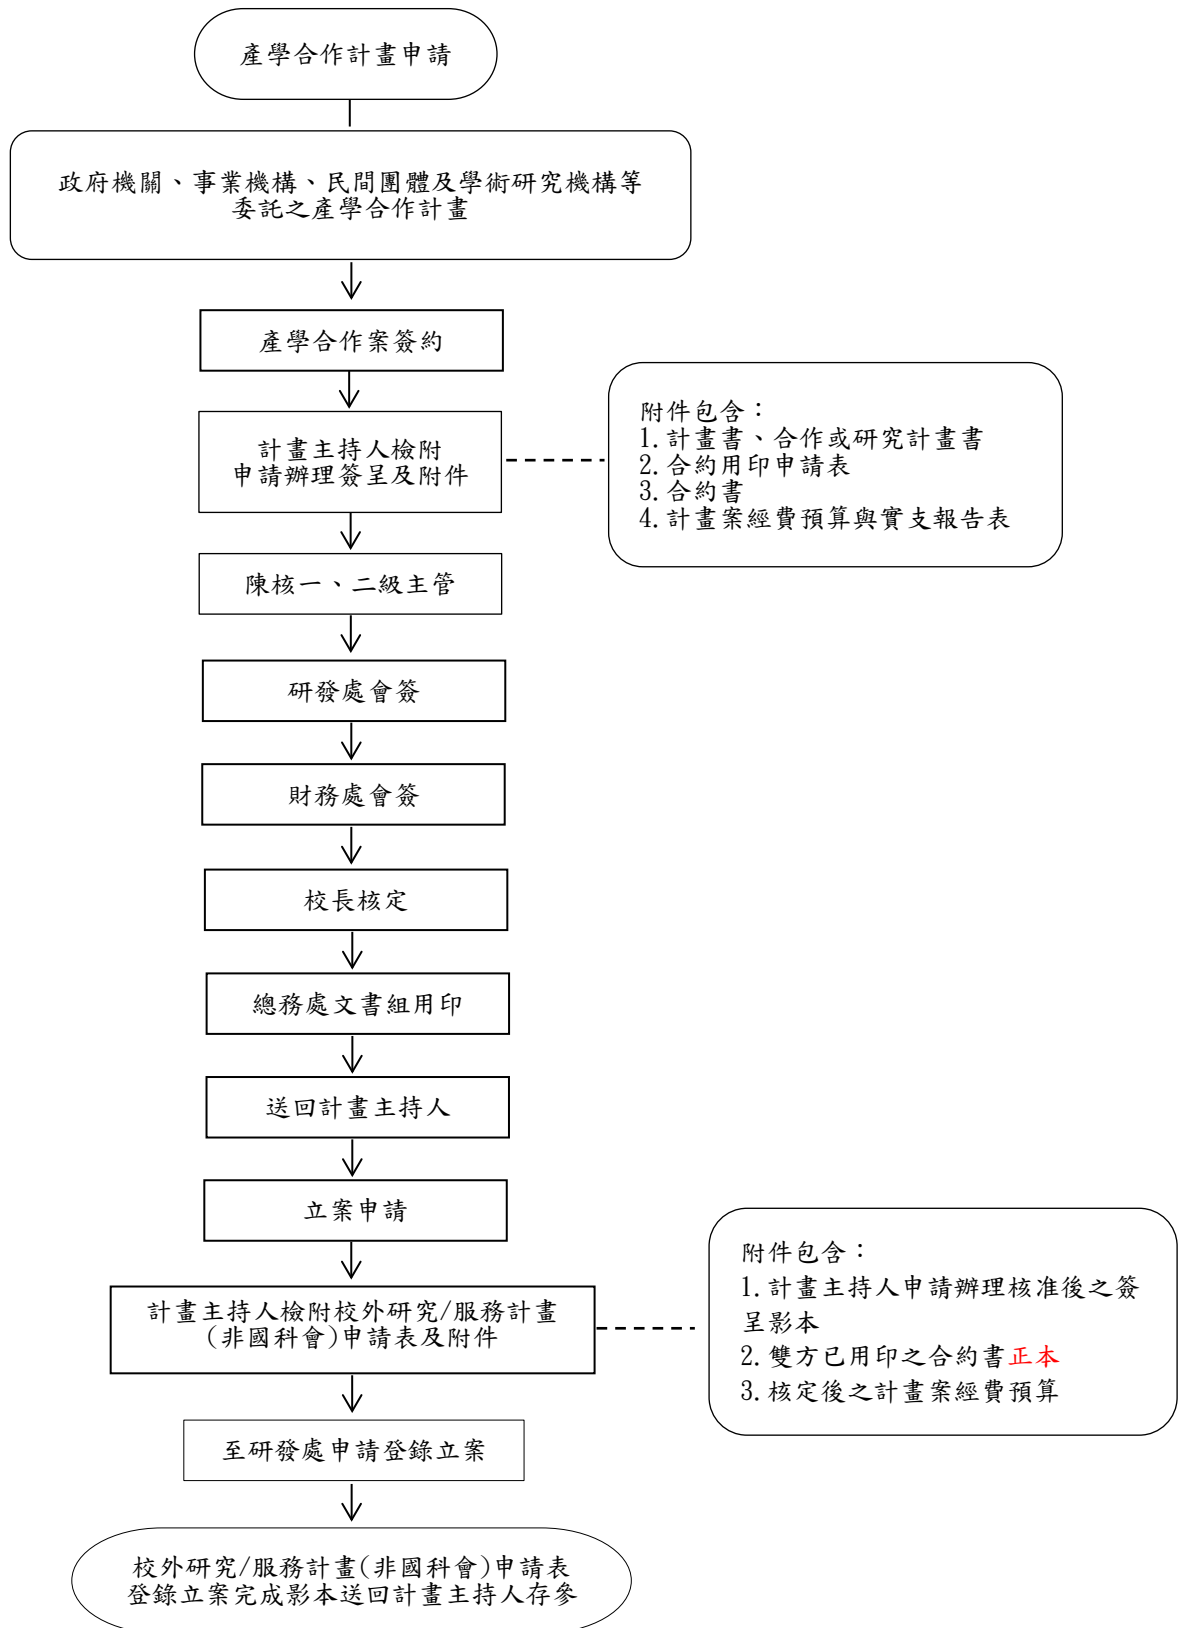 產學合作計畫申請
政府機關、事業機構、民間團體及學術研究機構等
委託之產學合作計畫
產學合作案簽約
計畫主持人檢附
申請辦理簽呈及附件
附件包含：
1.計畫書、合作或研究計畫書
2.合約用印申請表
3.合約書
4.計畫案經費預算與實支報告表
陳核一、二級主管
研發處會簽
財務處會簽
校長核定
總務處文書組用印
送回計畫主持人
立案申請
計畫主持人檢附校外研究/服務計畫
(非國科會)申請表及附件
附件包含：
1.計畫主持人申請辦理核准後之簽
呈影本
2.雙方已用印之合約書正本
3.核定後之計畫案經費預算
至研發處申請登錄立案
校外研究/服務計畫(非國科會)申請表
登錄立案完成影本送回計畫主持人存參